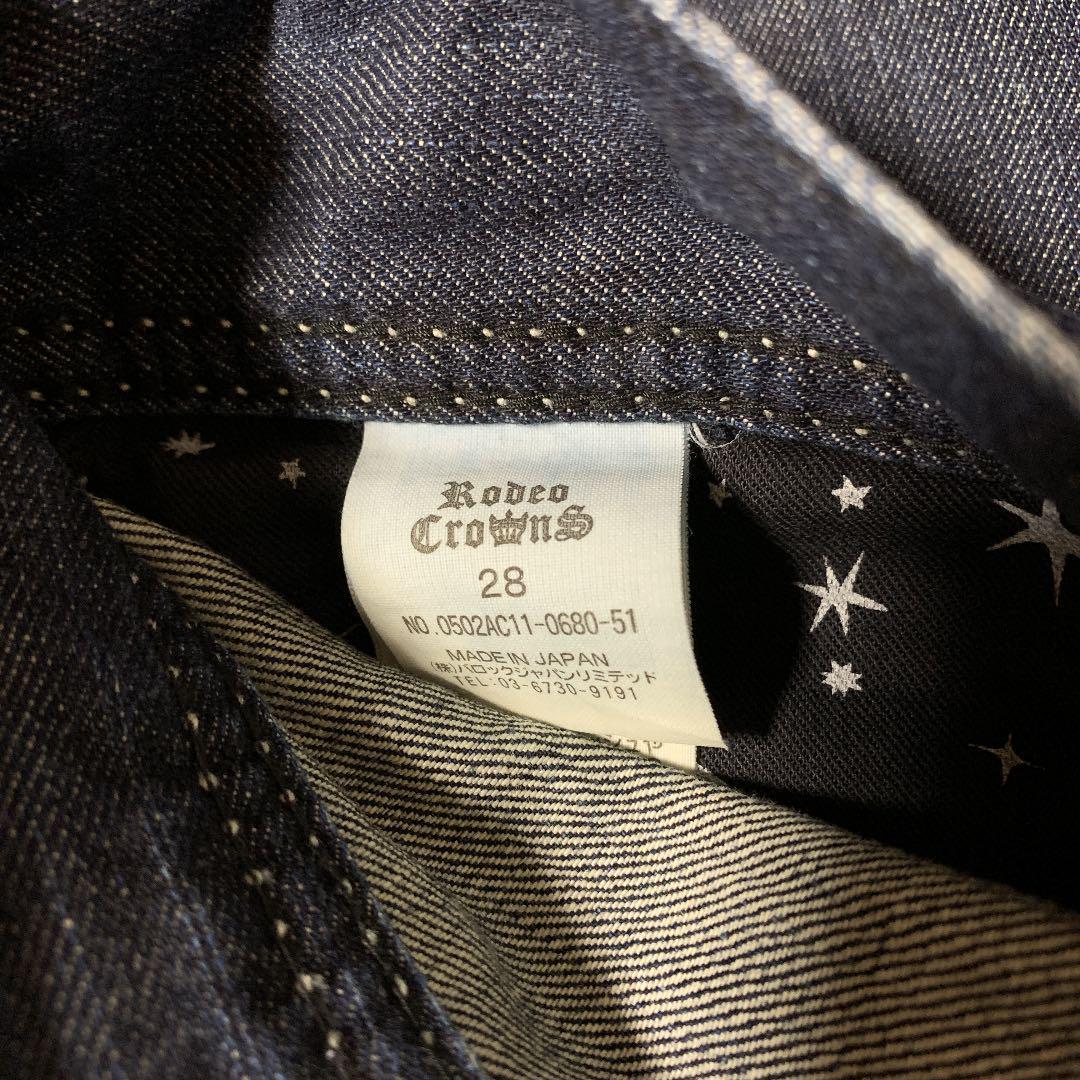 Rodeo
Crowns
28
NO.0502AC11-0680-51
MADE IN JAPAN
(株)バロックジャパンリミテッド
TEL:03-6730-9191